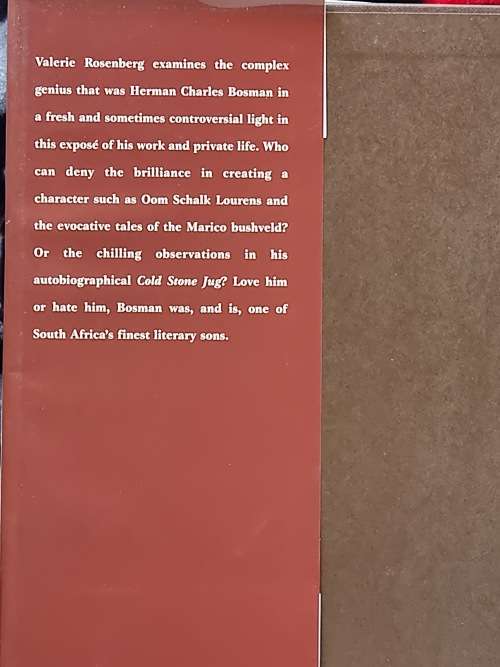 Valerie Rosenberg examines the complex
genius that was Herman Charles Bosman in
a fresh and sometimes controversial light in
this exposé of his work and private life. Who
can deny the brilliance in creating a
character such as Oom Schalk Lourens and
the evocative tales of the Marico bushveld?
Or the chilling observations in his
autobiographical Cold Stone Jug? Love him
or hate him, Bosman was, and is, one of
South Africa's finest literary sons.